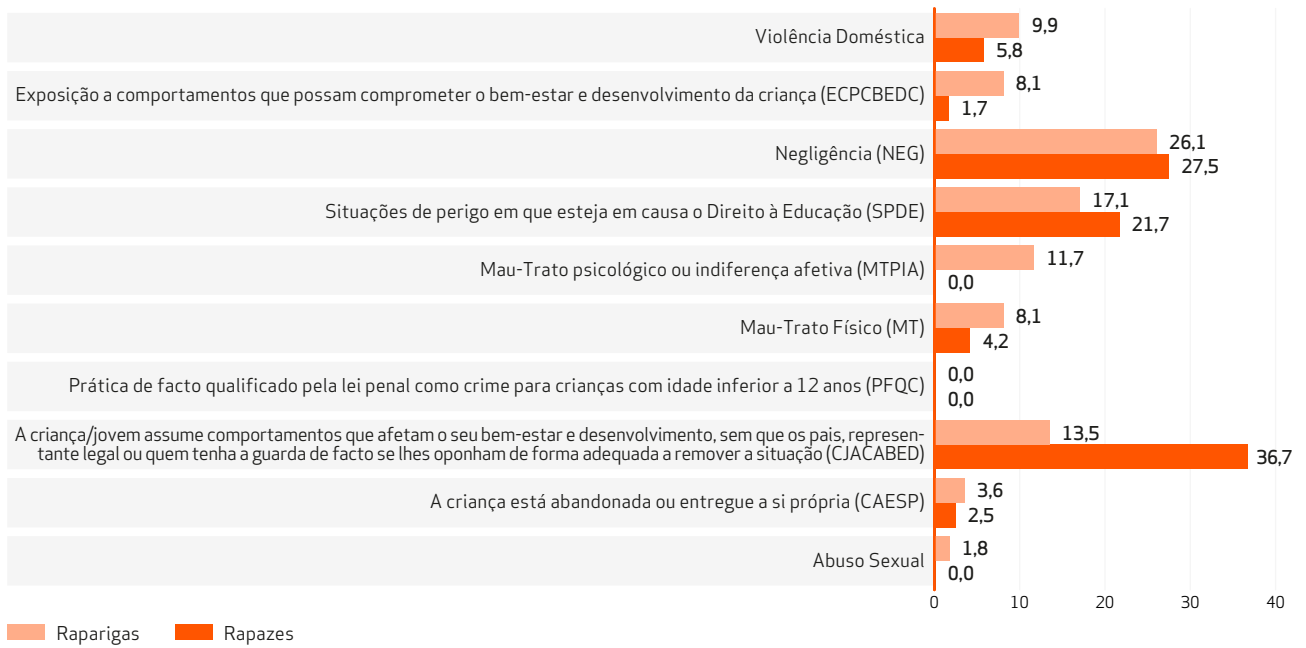 Violência Doméstica
9,9
5,8
Exposição a comportamentos que possam comprometer o bem-estar e desenvolvimento da criança (ECPCBEDC)
8,1
1,7
Negligência (NEG)
26,1
27,5
Situações de perigo em que esteja em causa o Direito à Educação (SPDE)
17,1
21,7
Mau-Trato psicológico ou indiferença afetiva (MTPIA)
11,7
0,0
Mau-Trato Físico (MT)
8,1
4,2
Prática de facto qualificado pela lei penal como crime para crianças com idade inferior a 12 anos (PFQC)
0,0
0,0
A criança/jovem assume comportamentos que afetam o seu bem-estar e desenvolvimento, sem que os pais, represen-
tante legal ou quem tenha a guarda de facto se lhes oponham de forma adequada a remover a situação (CJACABED)
13,5
36,7
A criança está abandonada ou entregue a si própria (CAESP)
3,6
2,5
Abuso Sexual
1,8
0,0
0 10 20 30 40
Raparigas Rapazes